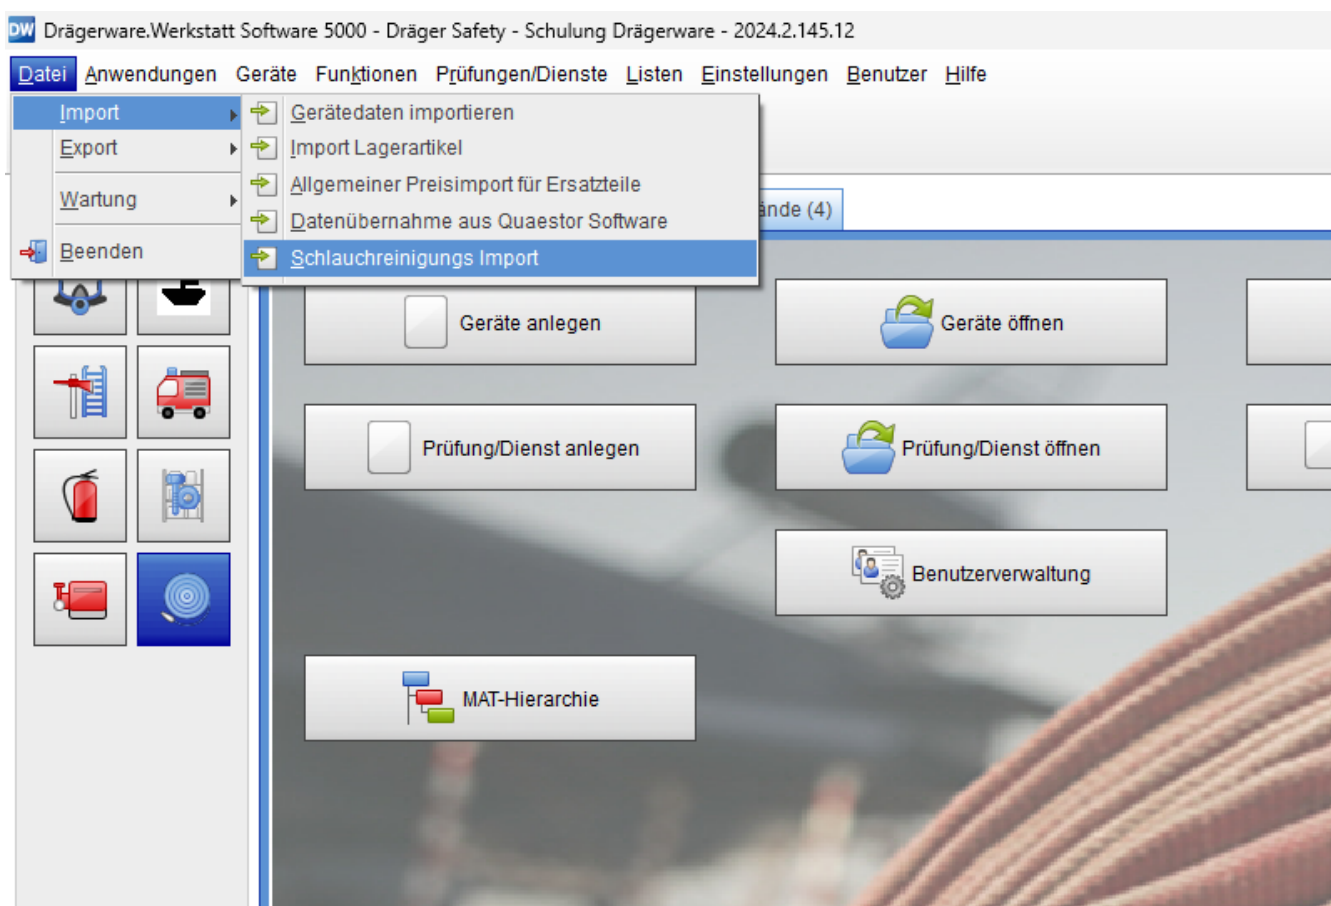 DW Drägerware.Werkstatt Software 5000 - Dräger Safety - Schulung Drägerware - 2024.2.145.12
Datei Anwendungen Geräte Funktionen Prüfungen/Dienste Listen Einstellungen Benutzer Hilfe
Import
Export
Wartung
Beenden
Gerätedaten importieren
Import Lagerartikel
Allgemeiner Preisimport für Ersatzteile
Datenübernahme aus Quaestor Software
Schlauchreinigungs Import
ände (4)
Geräte anlegen
Geräte öffnen
Prüfung/Dienst anlegen
Prüfung/Dienst öffnen
Benutzerverwaltung
MAT-Hierarchie